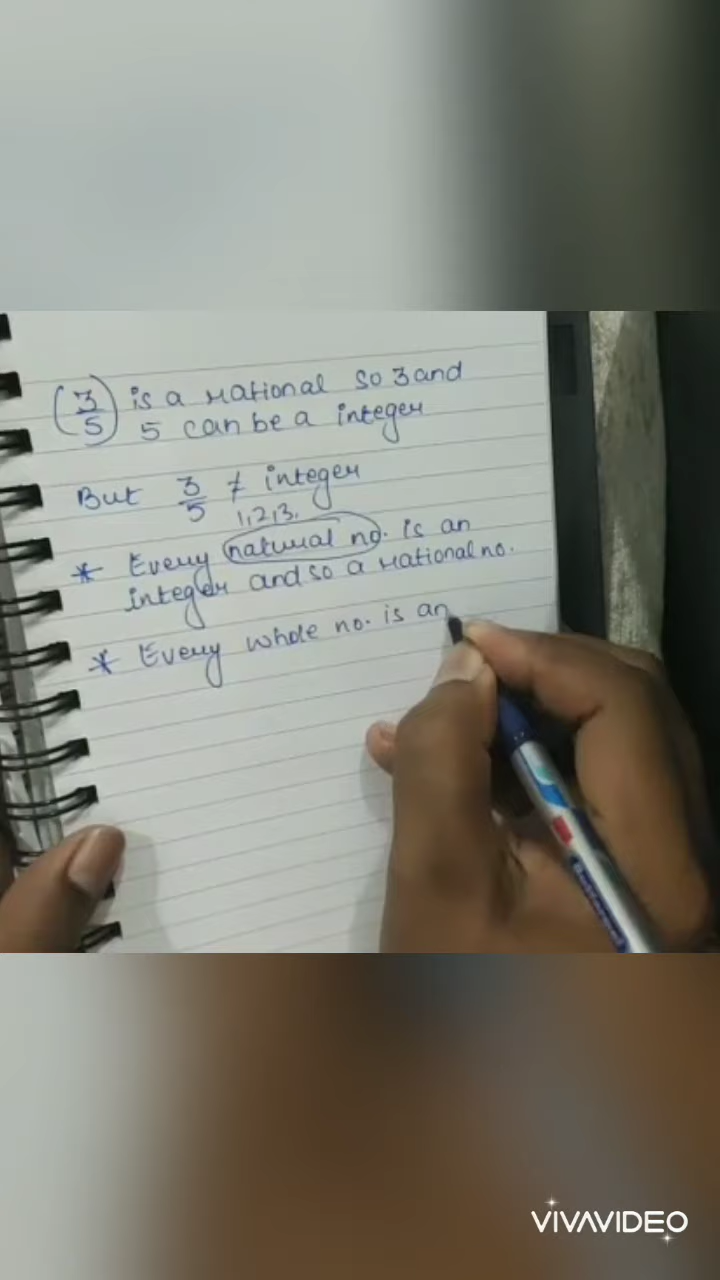 (3/5) is a rational so 3 and
5 can be a integer
But 3/5 ≠ integer
1,2,3.
* Every natural no. is an
integer and so a rational no.
* Every whole no. is an
VIVAVIDEO